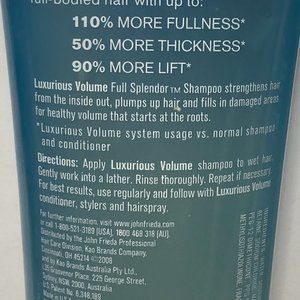 full-bodied hair with up to:
110% MORE FULLNESS*
50% MORE THICKNESS*
90% MORE LIFT*
Luxurious Volume Full Splendor™ Shampoo strengthens hair
from the inside out, plumps up hair and fills in damaged areas
for healthy volume that starts at the roots.
*Luxurious Volume system usage vs. normal shampoo
and conditioner
Directions: Apply Luxurious Volume shampoo to wet hair.
Gently work into a lather. Rinse thoroughly. Repeat if necessary.
For best results, use regularly and follow with Luxurious Volume
conditioner, stylers and hairspray.
For further information, visit www.johnfrieda.com
or call 1-800-521-3189 (USA), 1800 468 318 (AU).
Distributed by the John Frieda Professional
Hair Care Division, Kao Brands Company,
Cincinnati, OH 45214 ©2008
and by Kao Brands Australia Pty Ltd.,
L35 Grosvenor Place, 225 George Street,
Sydney, NSW 2000, Australia
U.S. Patent No. 6,348,189
Made in